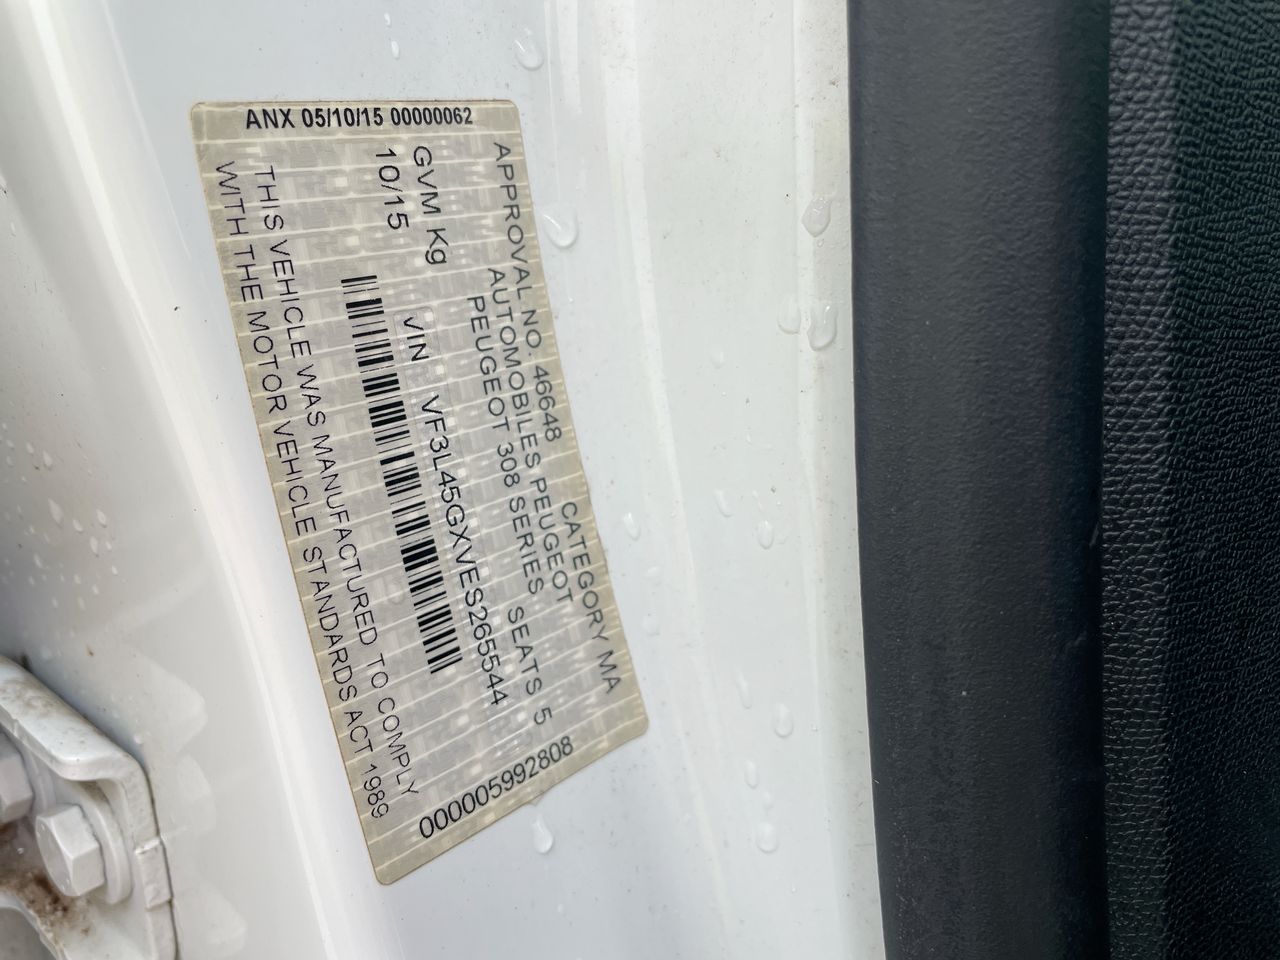 ANX 05/10/15 00000062
APPROVAL NO. 46648 CATEGORY MA
AUTOMOBILES PEUGEOT
PEUGEOT 308 SERIES SEATS 5
GVM Kg VIN VF3L45GXVES265544
10/15
THIS VEHICLE WAS MANUFACTURED TO COMPLY
WITH THE MOTOR VEHICLE STANDARDS ACT 1989
000005992808